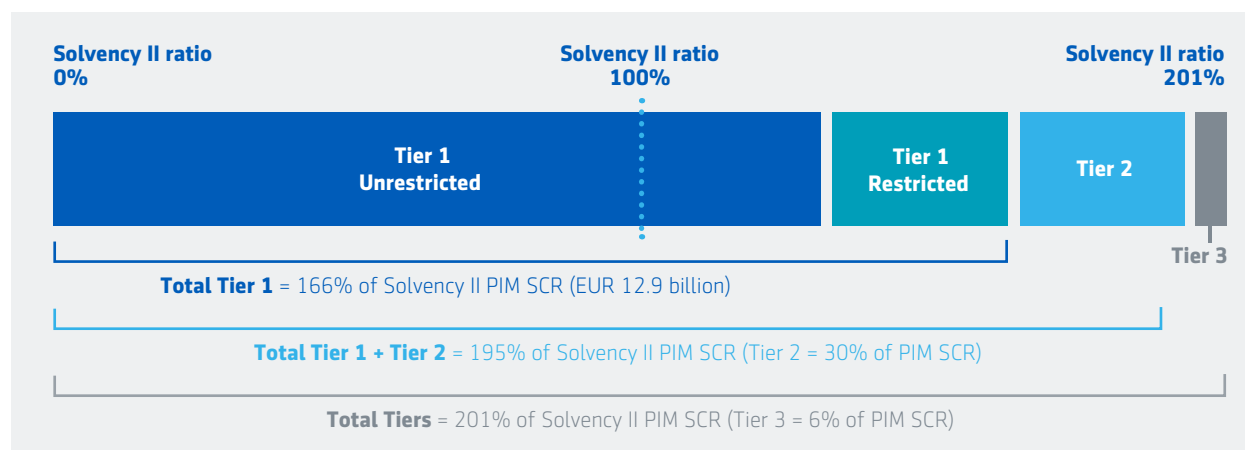 Solvency II ratio
0%
Solvency II ratio
100%
Solvency II ratio
201%
Tier 1
Unrestricted
Tier 1
Restricted
Tier 2
Tier 3
Total Tier 1 = 166% of Solvency II PIM SCR (EUR 12.9 billion)
Total Tier 1 + Tier 2 = 195% of Solvency II PIM SCR (Tier 2 = 30% of PIM SCR)
Total Tiers = 201% of Solvency II PIM SCR (Tier 3 = 6% of PIM SCR)